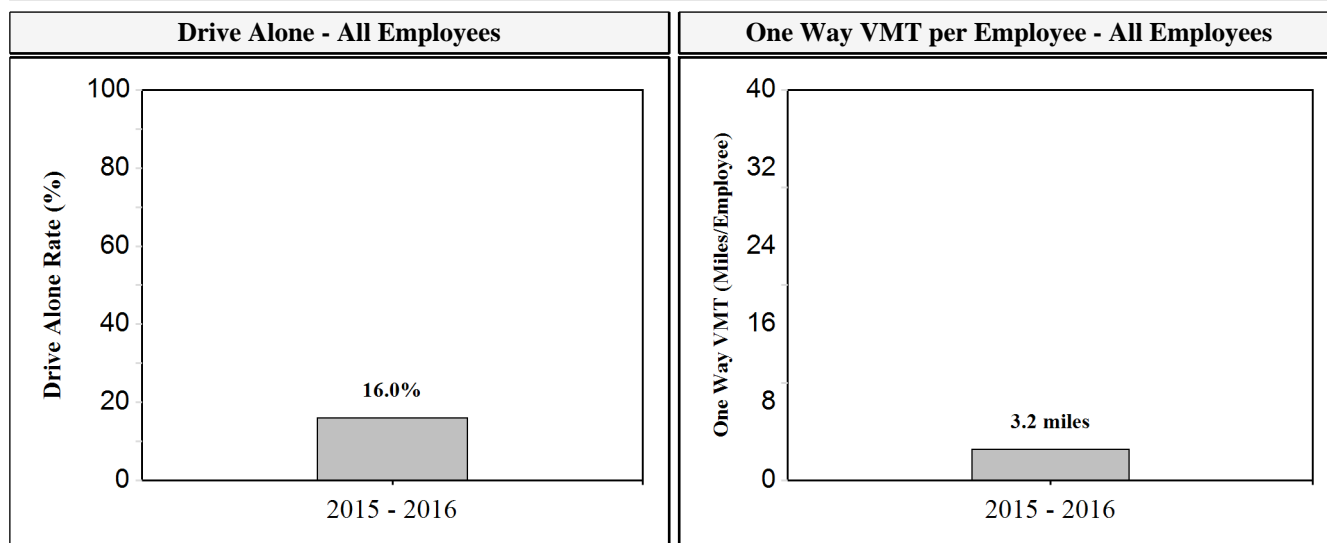 Drive Alone - All Employees
Drive Alone Rate (%)
100
80
60
40
20
0
16.0%
2015 - 2016
One Way VMT per Employee - All Employees
One Way VMT (Miles/Employee)
40
32
24
16
8
0
3.2 miles
2015 - 2016